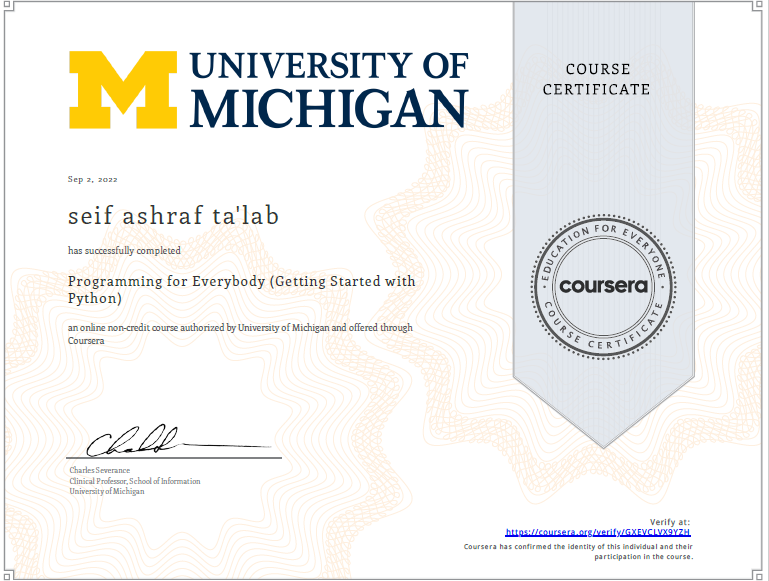 UNIVERSITY OF
MICHIGAN
COURSE
CERTIFICATE
Sep 2, 2022
seif ashraf ta'lab
has successfully completed
Programming for Everybody (Getting Started with
Python)
an online non-credit course authorized by University of Michigan and offered through
Coursera
EDUCATION FOR EVERYONE
coursera
COURSE CERTIFICATE
Charles Severance
Clinical Professor, School of Information
University of Michigan
Verify at:
https://coursera.org/verify/GXEVCLVX9YZH
Coursera has confirmed the identity of this individual and their
participation in the course.